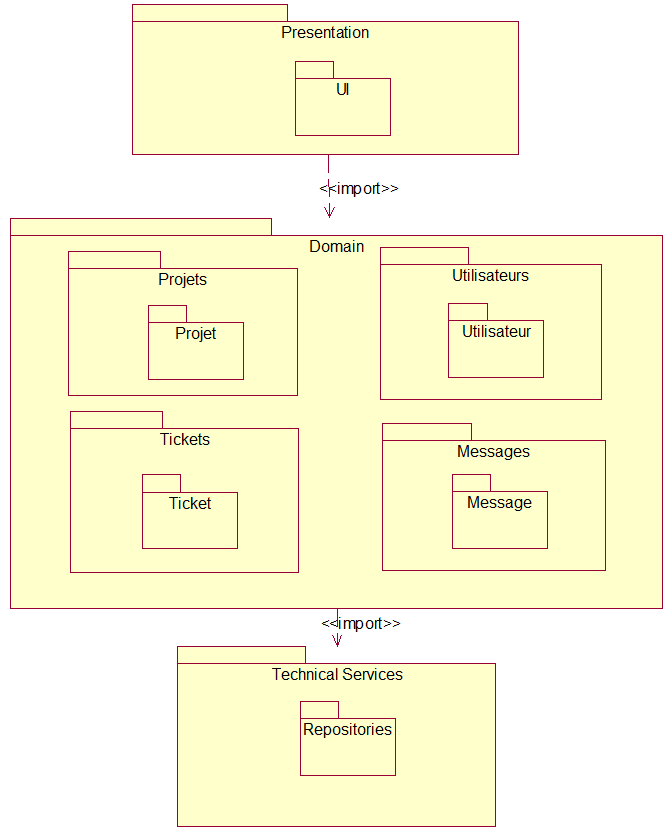 Presentation
UI
<<import>>
Domain
Projets
Utilisateurs
Projet
Utilisateur
Tickets
Messages
Ticket
Message
<<import>>
Technical Services
Repositories